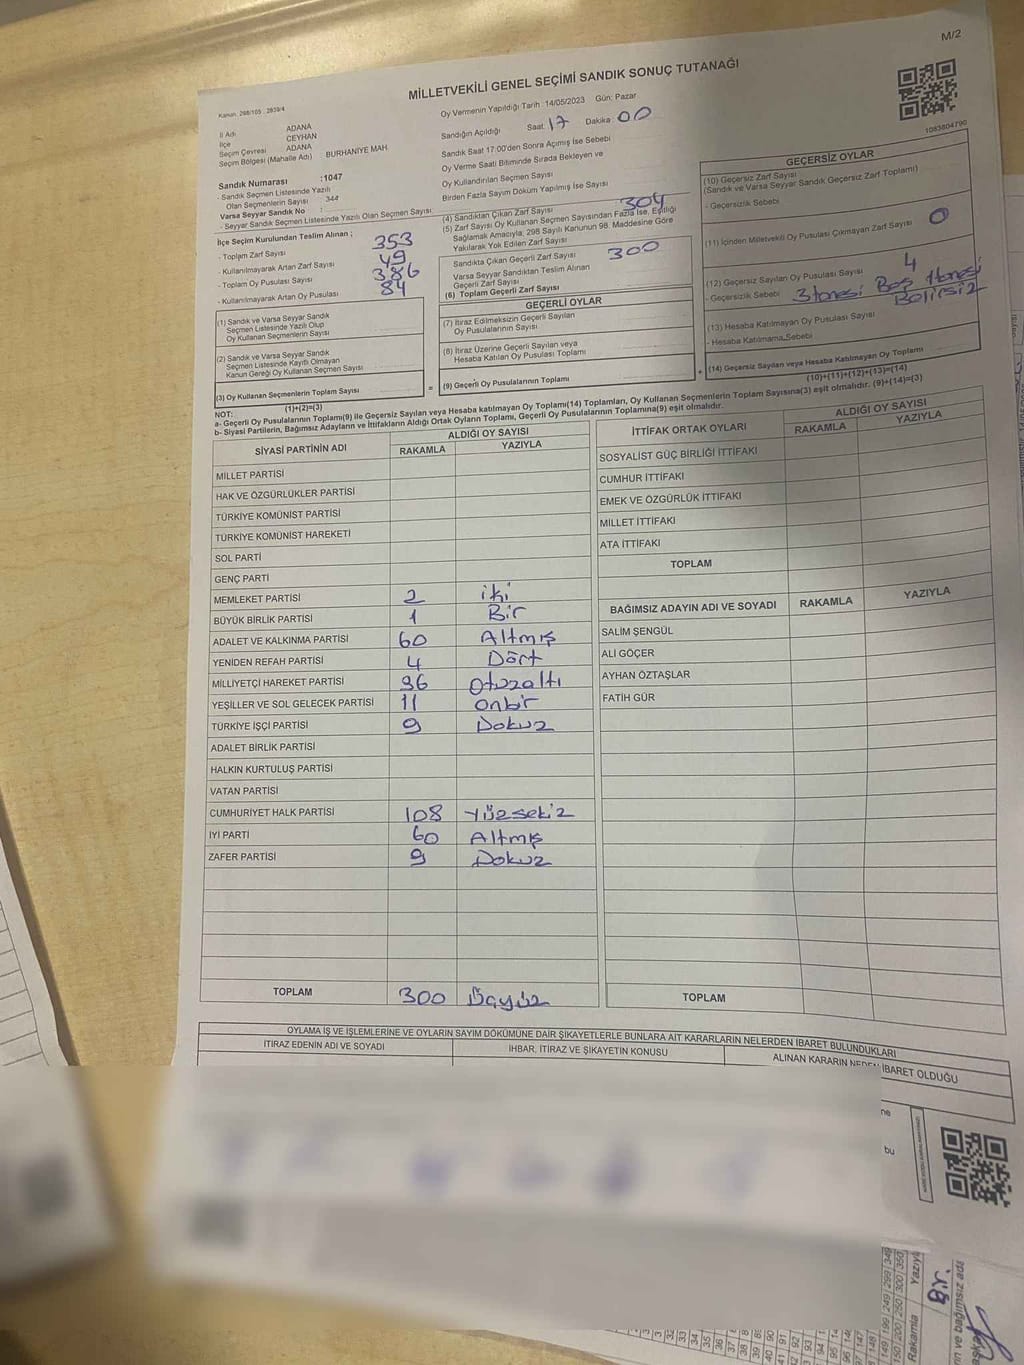 M/2
MİLLETVEKİLİ GENEL SEÇİMİ SANDIK SONUÇ TUTANAĞI
Kanun: 298/105 , 2839/4
İl Adı ADANA
İlçe CEYHAN
Seçim Çevresi ADANA
Seçim Bölgesi (Mahalle Adı) BURHANİYE MAH.
Sandık Numarası :1047
- Sandık Seçmen Listesinde Yazılı
Olan Seçmenlerin Sayısı 344
Varsa Seyyar Sandık No :
- Seyyar Sandık Seçmen Listesinde Yazılı Olan Seçmen Sayısı
İlçe Seçim Kurulundan Teslim Alınan ;
- Toplam Zarf Sayısı 353
- Kullanılmayarak Artan Zarf Sayısı 49
- Toplam Oy Pusulası Sayısı 386
- Kullanılmayarak Artan Oy Pusulası 84
(1) Sandık ve Varsa Seyyar Sandık
Seçmen Listesinde Yazılı Olup
Oy Kullanan Seçmenlerin Sayısı
(2) Sandık ve Varsa Seyyar Sandık
Seçmen Listesinde Kayıtlı Olmayan
Kanun Gereği Oy Kullanan Seçmen Sayısı
(3) Oy Kullanan Seçmenlerin Toplam Sayısı
(1)+(2)=(3)
Oy Vermenin Yapıldığı Tarih : 14/05/2023 Gün: Pazar
Sandığın Açıldığı Saat: 17 Dakika: 00
Sandık Saat 17:00'den Sonra Açımış İse Sebebi
Oy Verme Saati Bitiminde Sırada Bekleyen ve
Oy Kullandırılan Seçmen Sayısı
Birden Fazla Sayım Döküm Yapılmış İse Sayısı
(4) Sandıktan Çıkan Zarf Sayısı 304
(5) Zarf Sayısı Oy Kullanan Seçmen Sayısından Fazla İse, Eşitliği
Sağlamak Amacıyla, 298 Sayılı Kanunun 98. Maddesine Göre
Yakılarak Yok Edilen Zarf Sayısı
Sandıkta Çıkan Geçerli Zarf Sayısı 300
Varsa Seyyar Sandıktan Teslim Alınan
Geçerli Zarf Sayısı
(6) Toplam Geçerli Zarf Sayısı
GEÇERLİ OYLAR
(7) İtiraz Edilmeksizin Geçerli Sayılan
Oy Pusulalarının Sayısı
(8) İtiraz Üzerine Geçerli Sayılan veya
Hesaba Katılan Oy Pusulası Toplamı
= (9) Geçerli Oy Pusulalarının Toplamı
1083804790
GEÇERSİZ OYLAR
(10) Geçersiz Zarf Sayısı
(Sandık ve Varsa Seyyar Sandık Geçersiz Zarf Toplamı)
- Geçersizlik Sebebi
(11) İçinden Milletvekili Oy Pusulası Çıkmayan Zarf Sayısı 0
(12) Geçersiz Sayılan Oy Pusulası Sayısı 4
- Geçersizlik Sebebi 3 tanesi Boş 1 tanesi
Belirsiz
(13) Hesaba Katılmayan Oy Pusulası Sayısı
- Hesaba Katılmama Sebebi
+ (14) Geçersiz Sayılan veya Hesaba Katılmayan Oy Toplamı
(10)+(11)+(12)+(13)=(14)
NOT:
a- Geçerli Oy Pusulalarının Toplamı(9) ile Geçersiz Sayılan veya Hesaba katılmayan Oy Toplamı(14) Toplamları, Oy Kullanan Seçmenlerin Toplam Sayısına(3) eşit olmalıdır. (9)+(14)=(3)
b- Siyasi Partilerin, Bağımsız Adayların ve İttifakların Aldığı Ortak Oyların Toplamı, Geçerli Oy Pusulalarının Toplamına(9) eşit olmalıdır.
SİYASİ PARTİNİN ADI ALDIĞI OY SAYISI
RAKAMLA YAZIYLA
MİLLET PARTİSİ
HAK VE ÖZGÜRLÜKLER PARTİSİ
TÜRKİYE KOMÜNİST PARTİSİ
TÜRKİYE KOMÜNİST HAREKETİ
SOL PARTİ
GENÇ PARTİ
MEMLEKET PARTİSİ 2 iki
BÜYÜK BİRLİK PARTİSİ 1 Bir
ADALET VE KALKINMA PARTİSİ 60 Altmış
YENİDEN REFAH PARTİSİ 4 Dört
MİLLİYETÇİ HAREKET PARTİSİ 36 otuzaltı
YEŞİLLER VE SOL GELECEK PARTİSİ 11 onbir
TÜRKİYE İŞÇİ PARTİSİ 9 Dokuz
ADALET BİRLİK PARTİSİ
HALKIN KURTULUŞ PARTİSİ
VATAN PARTİSİ
CUMHURİYET HALK PARTİSİ 108 Yüzsekiz
İYİ PARTİ 60 Altmış
ZAFER PARTİSİ 9 Dokuz
TOPLAM 300 Üçyüz
İTTİFAK ORTAK OYLARI ALDIĞI OY SAYISI
RAKAMLA YAZIYLA
SOSYALİST GÜÇ BİRLİĞİ İTTİFAKI
CUMHUR İTTİFAKI
EMEK VE ÖZGÜRLÜK İTTİFAKI
MİLLET İTTİFAKI
ATA İTTİFAKI
TOPLAM
BAĞIMSIZ ADAYIN ADI VE SOYADI RAKAMLA YAZIYLA
SALİM ŞENGÜL
ALİ GÖÇER
AYHAN ÖZTAŞLAR
FATİH GÜR
TOPLAM
OYLAMA İŞ VE İŞLEMLERİNE VE OYLARIN SAYIM DÖKÜMÜNE DAİR ŞİKAYETLERLE BUNLARA AİT KARARLARIN NELERDEN İBARET BULUNDUKLARI
İTİRAZ EDENİN ADI VE SOYADI İHBAR, İTİRAZ VE ŞİKAYETİN KONUSU ALINAN KARARIN NEDEN İBARET OLDUĞU
ne
bu
Rakamla Yazıyla
Bir.
n ve bağımsız ada